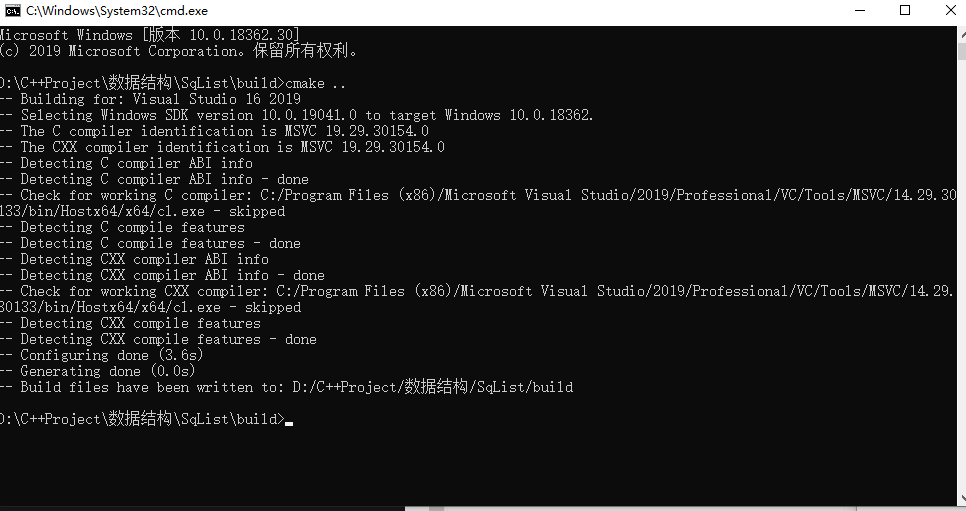 C:\Windows\System32\cmd.exe
Microsoft Windows [版本 10.0.18362.30]
(c) 2019 Microsoft Corporation。保留所有权利。
D:\C++Project\数据结构\SqList\build>cmake ..
-- Building for: Visual Studio 16 2019
-- Selecting Windows SDK version 10.0.19041.0 to target Windows 10.0.18362.
-- The C compiler identification is MSVC 19.29.30154.0
-- The CXX compiler identification is MSVC 19.29.30154.0
-- Detecting C compiler ABI info
-- Detecting C compiler ABI info - done
-- Check for working C compiler: C:/Program Files (x86)/Microsoft Visual Studio/2019/Professional/VC/Tools/MSVC/14.29.30
133/bin/Hostx64/x64/cl.exe - skipped
-- Detecting C compile features
-- Detecting C compile features - done
-- Detecting CXX compiler ABI info
-- Detecting CXX compiler ABI info - done
-- Check for working CXX compiler: C:/Program Files (x86)/Microsoft Visual Studio/2019/Professional/VC/Tools/MSVC/14.29.
30133/bin/Hostx64/x64/cl.exe - skipped
-- Detecting CXX compile features
-- Detecting CXX compile features - done
-- Configuring done (3.6s)
-- Generating done (0.0s)
-- Build files have been written to: D:/C++Project/数据结构/SqList/build
D:\C++Project\数据结构\SqList\build>